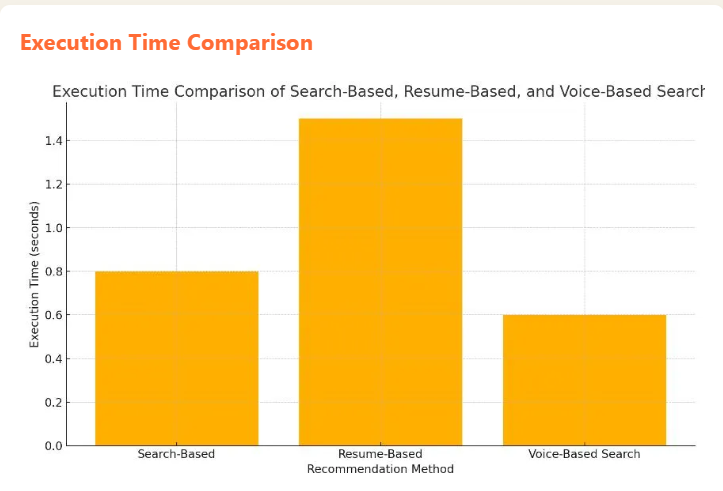 Execution Time Comparison
Execution Time Comparison of Search-Based, Resume-Based, and Voice-Based Search
Execution Time (seconds)
1.4
1.2
1.0
0.8
0.6
0.4
0.2
0.0
Search-Based
Resume-Based
Voice-Based Search
Recommendation Method